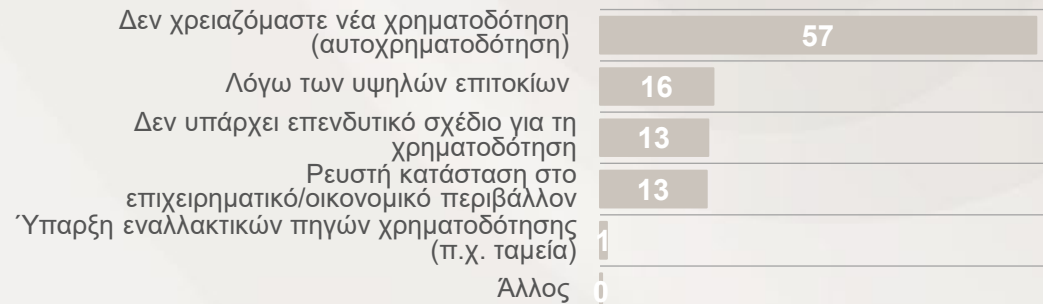 Δεν χρειαζόμαστε νέα χρηματοδότηση
(αυτοχρηματοδότηση)
57
Λόγω των υψηλών επιτοκίων
16
Δεν υπάρχει επενδυτικό σχέδιο για τη
χρηματοδότηση
13
Ρευστή κατάσταση στο
επιχειρηματικό/οικονομικό περιβάλλον
13
Ύπαρξη εναλλακτικών πηγών χρηματοδότησης
(π.χ. ταμεία)
1
Άλλος
0